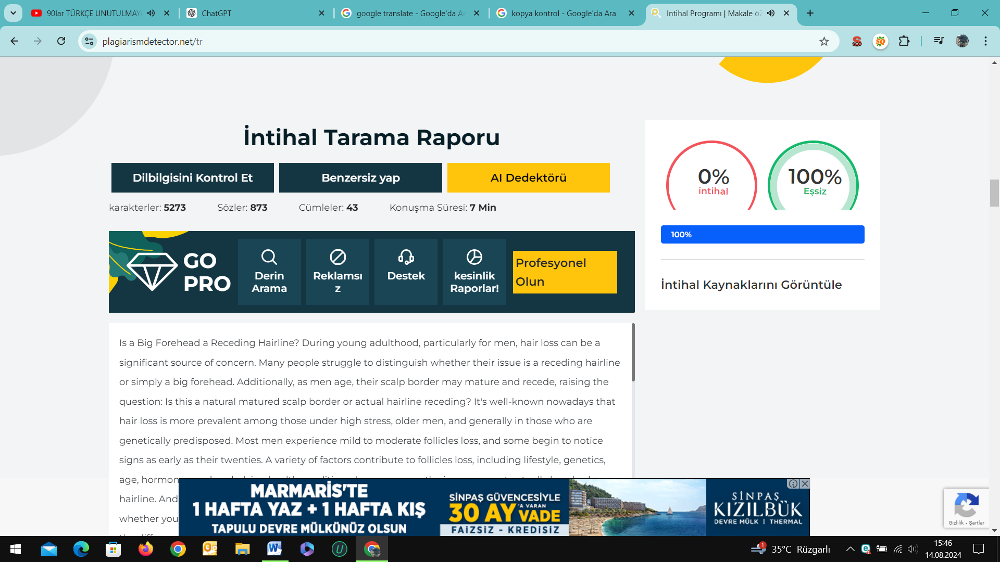 90lar TÜRKÇE UNUTULMAY
ChatGPT
google translate - Google'da Ar
kopya kontrol - Google'da Ara
Intihal Programı | Makale öz
plagiarismdetector.net/tr
SEO
SQ
İntihal Tarama Raporu
Dilbilgisini Kontrol Et
Benzersiz yap
AI Dedektörü
karakterler: 5273
Sözler: 873
Cümleler: 43
Konuşma Süresi: 7 Min
0%
intihal
100%
Eşsiz
100%
İntihal Kaynaklarını Görüntüle
GO
PRO
Derin
Arama
Reklamsı
z
Destek
kesinlik
Raporlar!
Profesyonel
Olun
Is a Big Forehead a Receding Hairline? During young adulthood, particularly for men, hair loss can be a
significant source of concern. Many people struggle to distinguish whether their issue is a receding hairline
or simply a big forehead. Additionally, as men age, their scalp border may mature and recede, raising the
question: Is this a natural matured scalp border or actual hairline receding? It's well-known nowadays that
hair loss is more prevalent among those under high stress, older men, and generally in those who are
genetically predisposed. Most men experience mild to moderate follicles loss, and some begin to notice
signs as early as their twenties. A variety of factors contribute to follicles loss, including lifestyle, genetics,
age, hormon
hairline. And
whether you
MARMARİS'TE
1 HAFTA YAZ + 1 HAFTA KIŞ
TAPULU DEVRE MÜLKÜNÜZ OLSUN
SİNPAŞ GÜVENCESİYLE
30 AY'A VARAN
VADE
FAİZSİZ - KREDİSİZ
SİNPAŞ
KIZILBÜK
DEVRE MÜLK | THERMAL
Gizlilik - Şartlar
1
35°C Rüzgarlı
15:46
14.08.2024